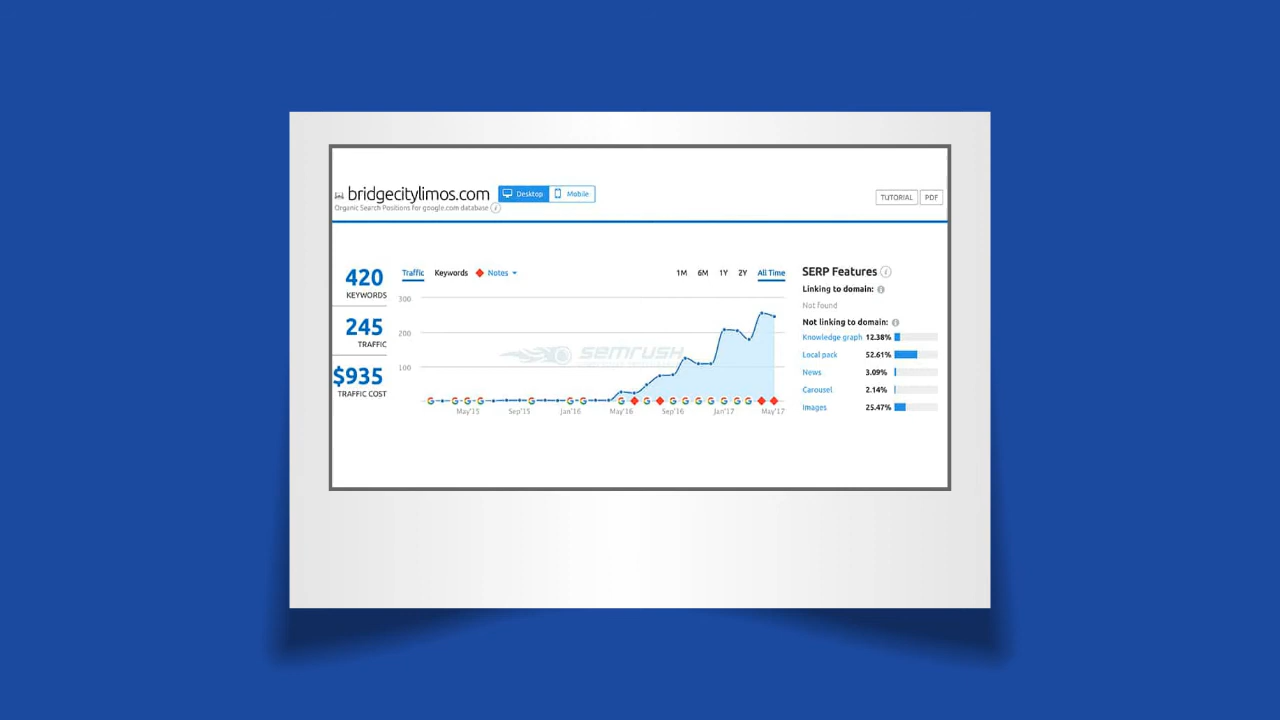 bridgecitylimos.com Desktop Mobile
Organic Search Positions for google.com database
TUTORIAL PDF
420
KEYWORDS
245
TRAFFIC
$935
TRAFFIC COST
Traffic Keywords Notes 1M 6M 1Y 2Y All Time
300
200
100
semrush
May'15 Sep'15 Jan'16 May'16 Sep'16 Jan'17 May'17
SERP Features
Linking to domain:
Not found
Not linking to domain:
Knowledge graph 12.38%
Local pack 52.61%
News 3.09%
Carousel 2.14%
Images 25.47%